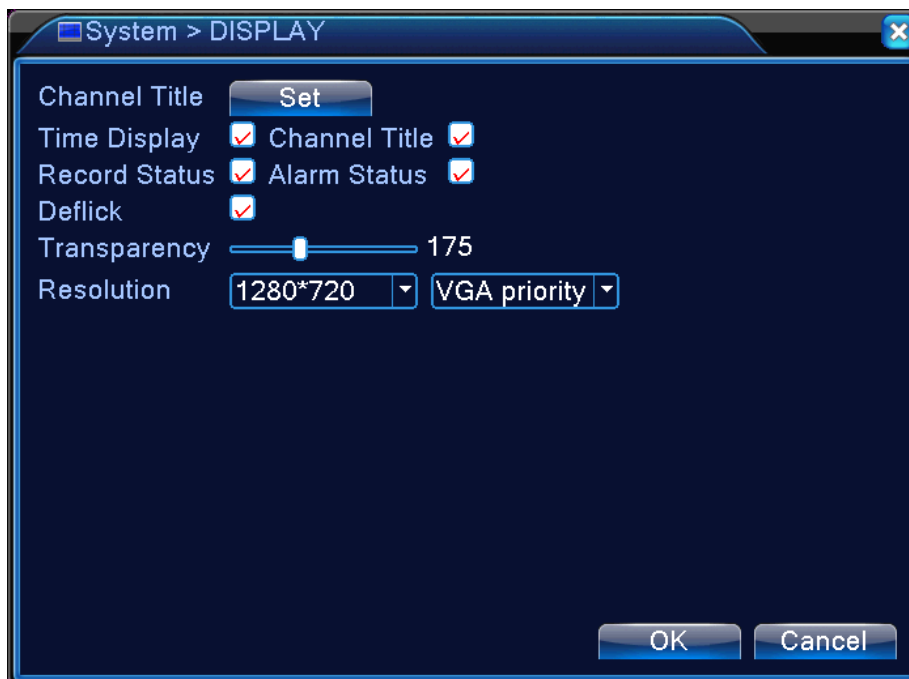 System > DISPLAY
Channel Title Set
Time Display Channel Title
Record Status Alarm Status
Deflick
Transparency 175
Resolution 1280*720 VGA priority
OK Cancel